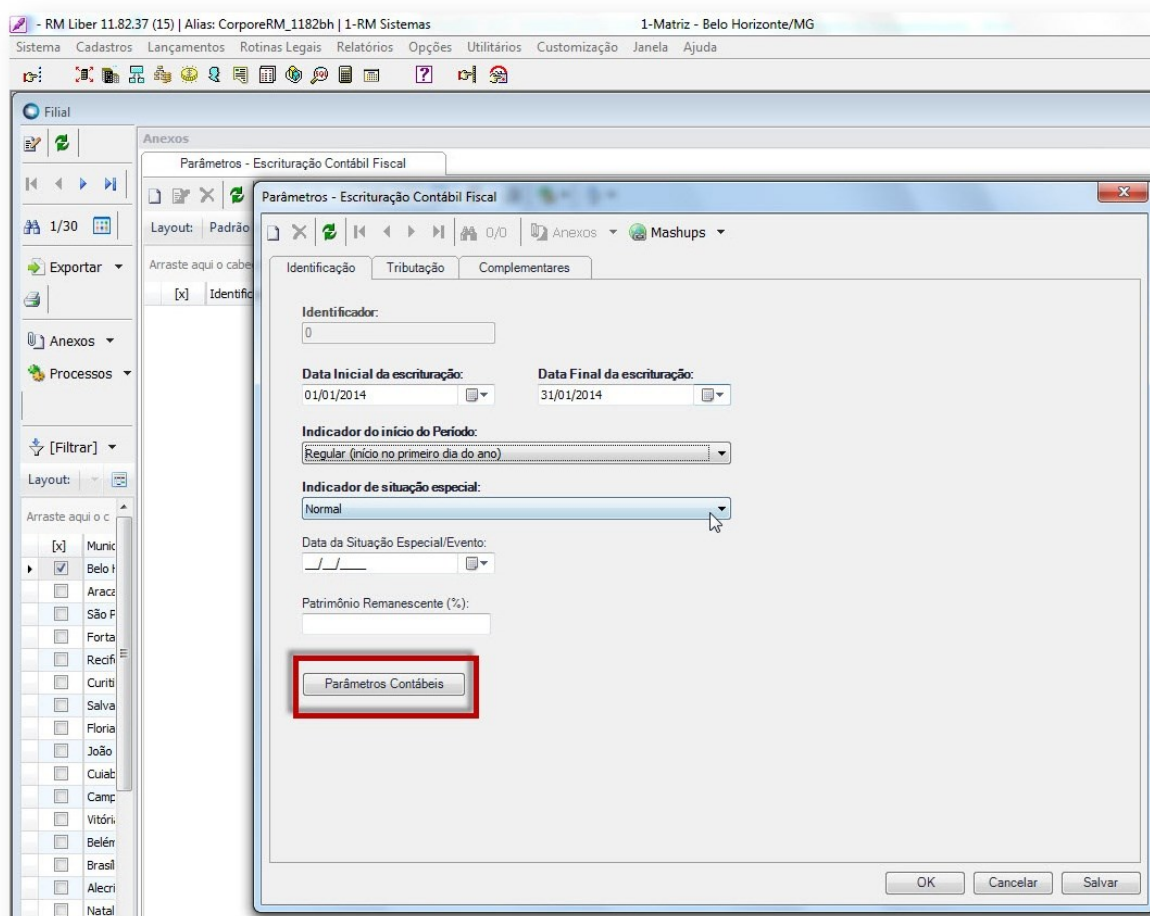 - RM Liber 11.82.37 (15) | Alias: CorporeRM_1182bh | 1-RM Sistemas 1-Matriz - Belo Horizonte/MG
Sistema Cadastros Lançamentos Rotinas Legais Relatórios Opções Utilitários Customização Janela Ajuda
Filial
Anexos
Parâmetros - Escrituração Contábil Fiscal
Parâmetros - Escrituração Contábil Fiscal
1/30
Layout: Padrão
0/0 Anexos Mashups
Exportar
Arraste aqui o cabe
Identificação Tributação Complementares
[x] Identific
Identificador:
0
Anexos
Processos
Data Inicial da escrituração: Data Final da escrituração:
01/01/2014 31/01/2014
Indicador do início do Período:
[Filtrar]
Regular (início no primeiro dia do ano)
Layout:
Indicador de situação especial:
Normal
Arraste aqui o c
Data da Situação Especial/Evento:
__/__/____
[x] Munic
Belo H
Araca
Patrimônio Remanescente (%):
São P
Forta
Recife
Parâmetros Contábeis
Curiti
Salva
Floria
João
Cuiab
Camp
Vitóri
Belém
Brasíl
Alecri
OK Cancelar Salvar
Natal